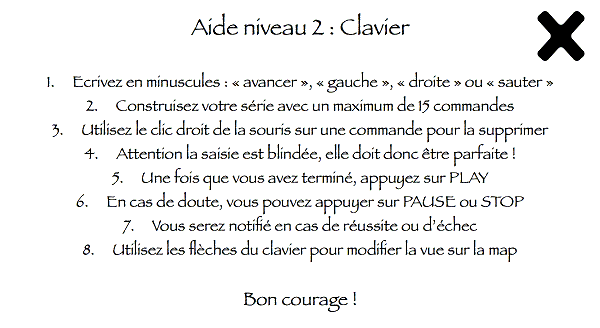 Aide niveau 2 : Clavier
1. Ecrivez en minuscules : « avancer », « gauche », « droite » ou « sauter »
2. Construisez votre série avec un maximum de 15 commandes
3. Utilisez le clic droit de la souris sur une commande pour la supprimer
4. Attention la saisie est blindée, elle doit donc être parfaite !
5. Une fois que vous avez terminé, appuyez sur PLAY
6. En cas de doute, vous pouvez appuyer sur PAUSE ou STOP
7. Vous serez notifié en cas de réussite ou d'échec
8. Utilisez les flèches du clavier pour modifier la vue sur la map
Bon courage !